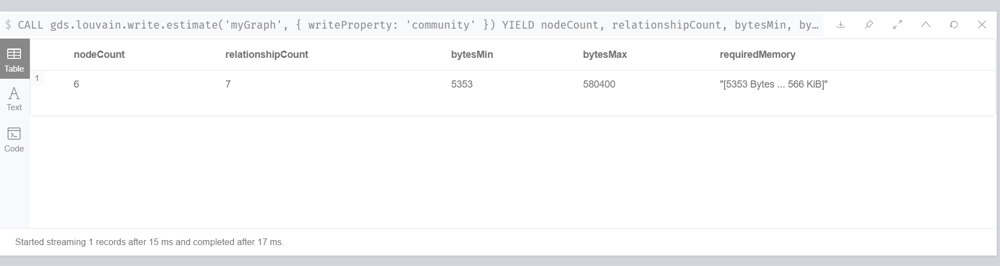 $ CALL gds.louvain.write.estimate('myGraph', { writeProperty: 'community' }) YIELD nodeCount, relationshipCount, bytesMin, by…
Table
Text
Code
nodeCount relationshipCount bytesMin bytesMax requiredMemory
1 6 7 5353 580400 "[5353 Bytes ... 566 KiB]"
Started streaming 1 records after 15 ms and completed after 17 ms.